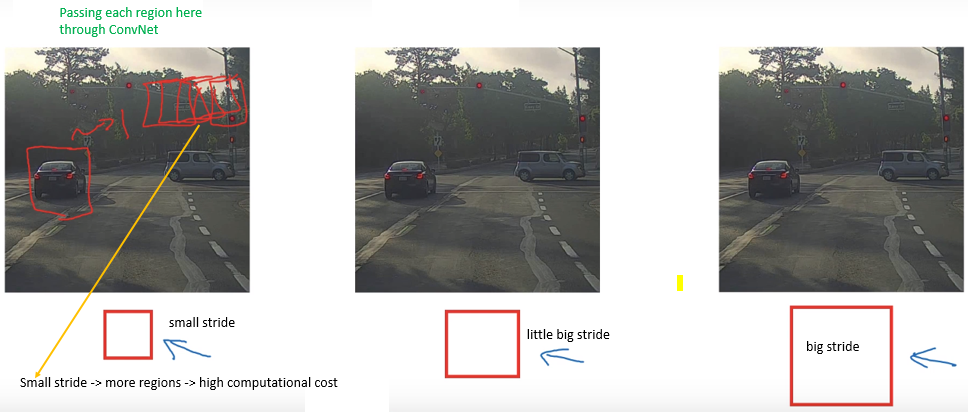 Passing each region here
through ConvNet
small stride
little big stride
big stride
Small stride -> more regions -> high computational cost